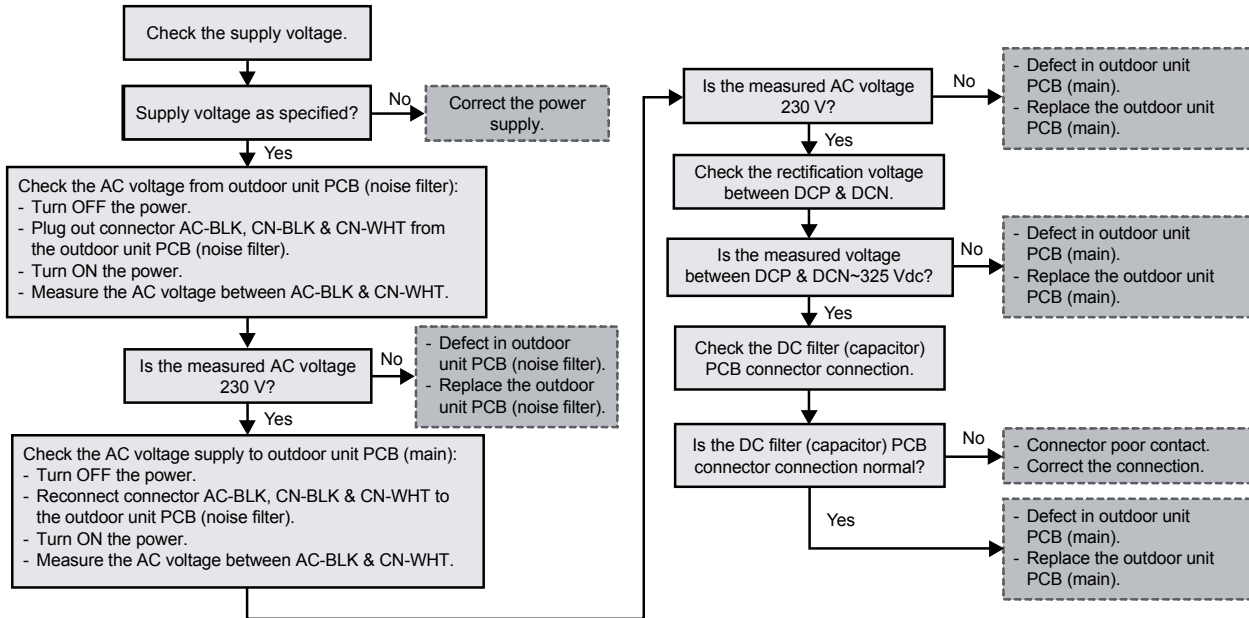 Check the supply voltage.
Supply voltage as specified?
No
Correct the power
supply.
Yes
Check the AC voltage from outdoor unit PCB (noise filter):
- Turn OFF the power.
- Plug out connector AC-BLK, CN-BLK & CN-WHT from
the outdoor unit PCB (noise filter).
- Turn ON the power.
- Measure the AC voltage between AC-BLK & CN-WHT.
Is the measured AC voltage
230 V?
No
- Defect in outdoor
unit PCB (noise filter).
- Replace the outdoor
unit PCB (noise filter).
Yes
Check the AC voltage supply to outdoor unit PCB (main):
- Turn OFF the power.
- Reconnect connector AC-BLK, CN-BLK & CN-WHT to
the outdoor unit PCB (noise filter).
- Turn ON the power.
- Measure the AC voltage between AC-BLK & CN-WHT.
Is the measured AC voltage
230 V?
No
- Defect in outdoor unit
PCB (main).
- Replace the outdoor unit
PCB (main).
Yes
Check the rectification voltage
between DCP & DCN.
Is the measured voltage
between DCP & DCN~325 Vdc?
No
- Defect in outdoor unit
PCB (main).
- Replace the outdoor unit
PCB (main).
Yes
Check the DC filter (capacitor)
PCB connector connection.
Is the DC filter (capacitor) PCB
connector connection normal?
No
- Connector poor contact.
- Correct the connection.
Yes
- Defect in outdoor unit
PCB (main).
- Replace the outdoor unit
PCB (main).